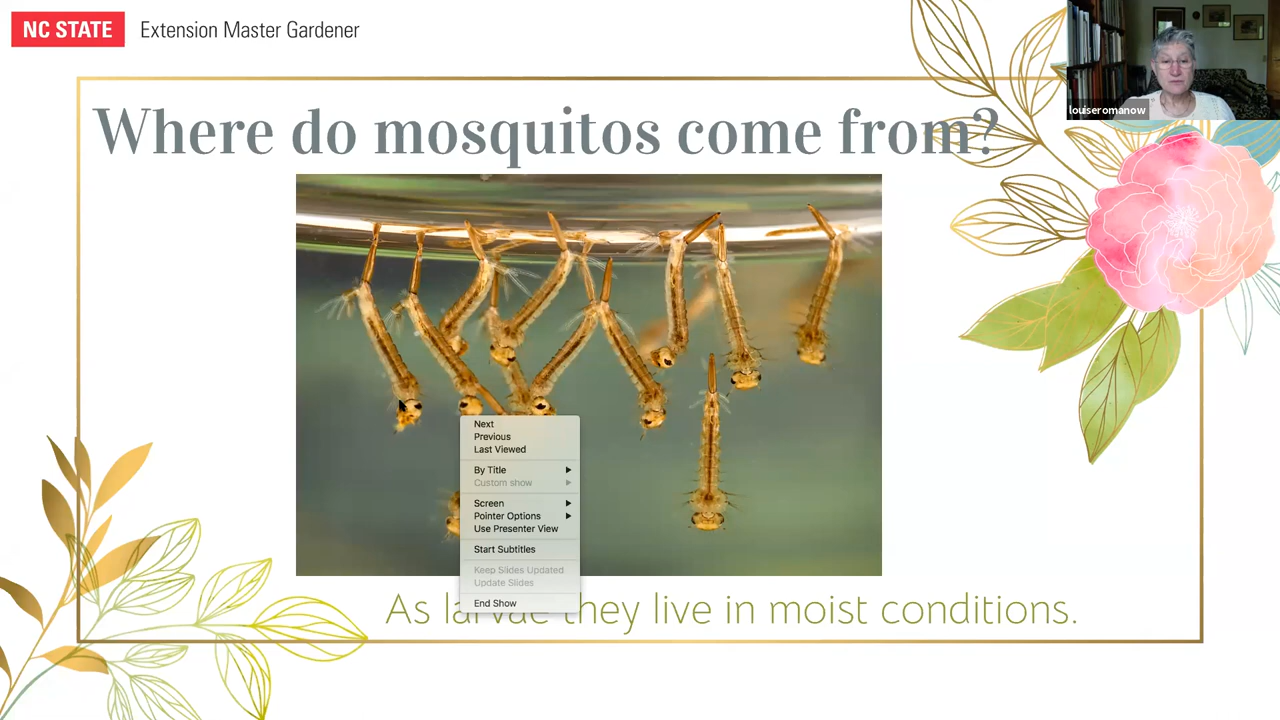 NC STATE Extension Master Gardener
louiseromanow
Where do mosquitos come from?
Next
Previous
Last Viewed
By Title
Custom show
Screen
Pointer Options
Use Presenter View
Start Subtitles
Keep Slides Updated
Update Slides
End Show
As larvae they live in moist conditions.